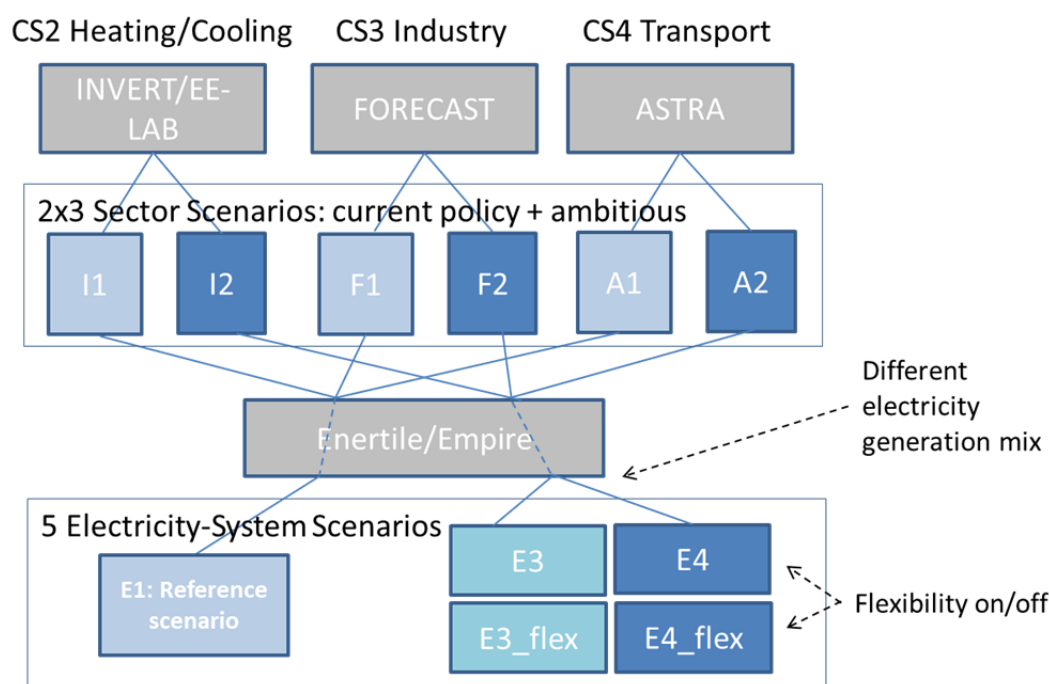 CS2 Heating/Cooling
CS3 Industry
CS4 Transport
INVERT/EE-
LAB
FORECAST
ASTRA
2x3 Sector Scenarios: current policy + ambitious
I1
I2
F1
F2
A1
A2
Different
electricity
generation mix
Enertile/Empire
5 Electricity-System Scenarios
E1: Reference
scenario
E3
E4
E3_flex
E4_flex
Flexibility on/off